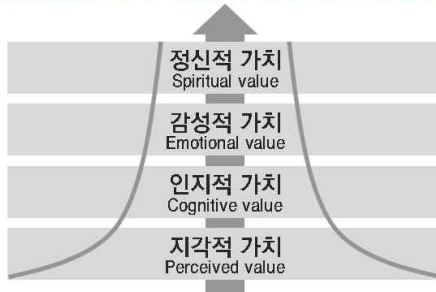 정신적 가치
Spiritual value
감성적 가치
Emotional value
인지적 가치
Cognitive value
지각적 가치
Perceived value